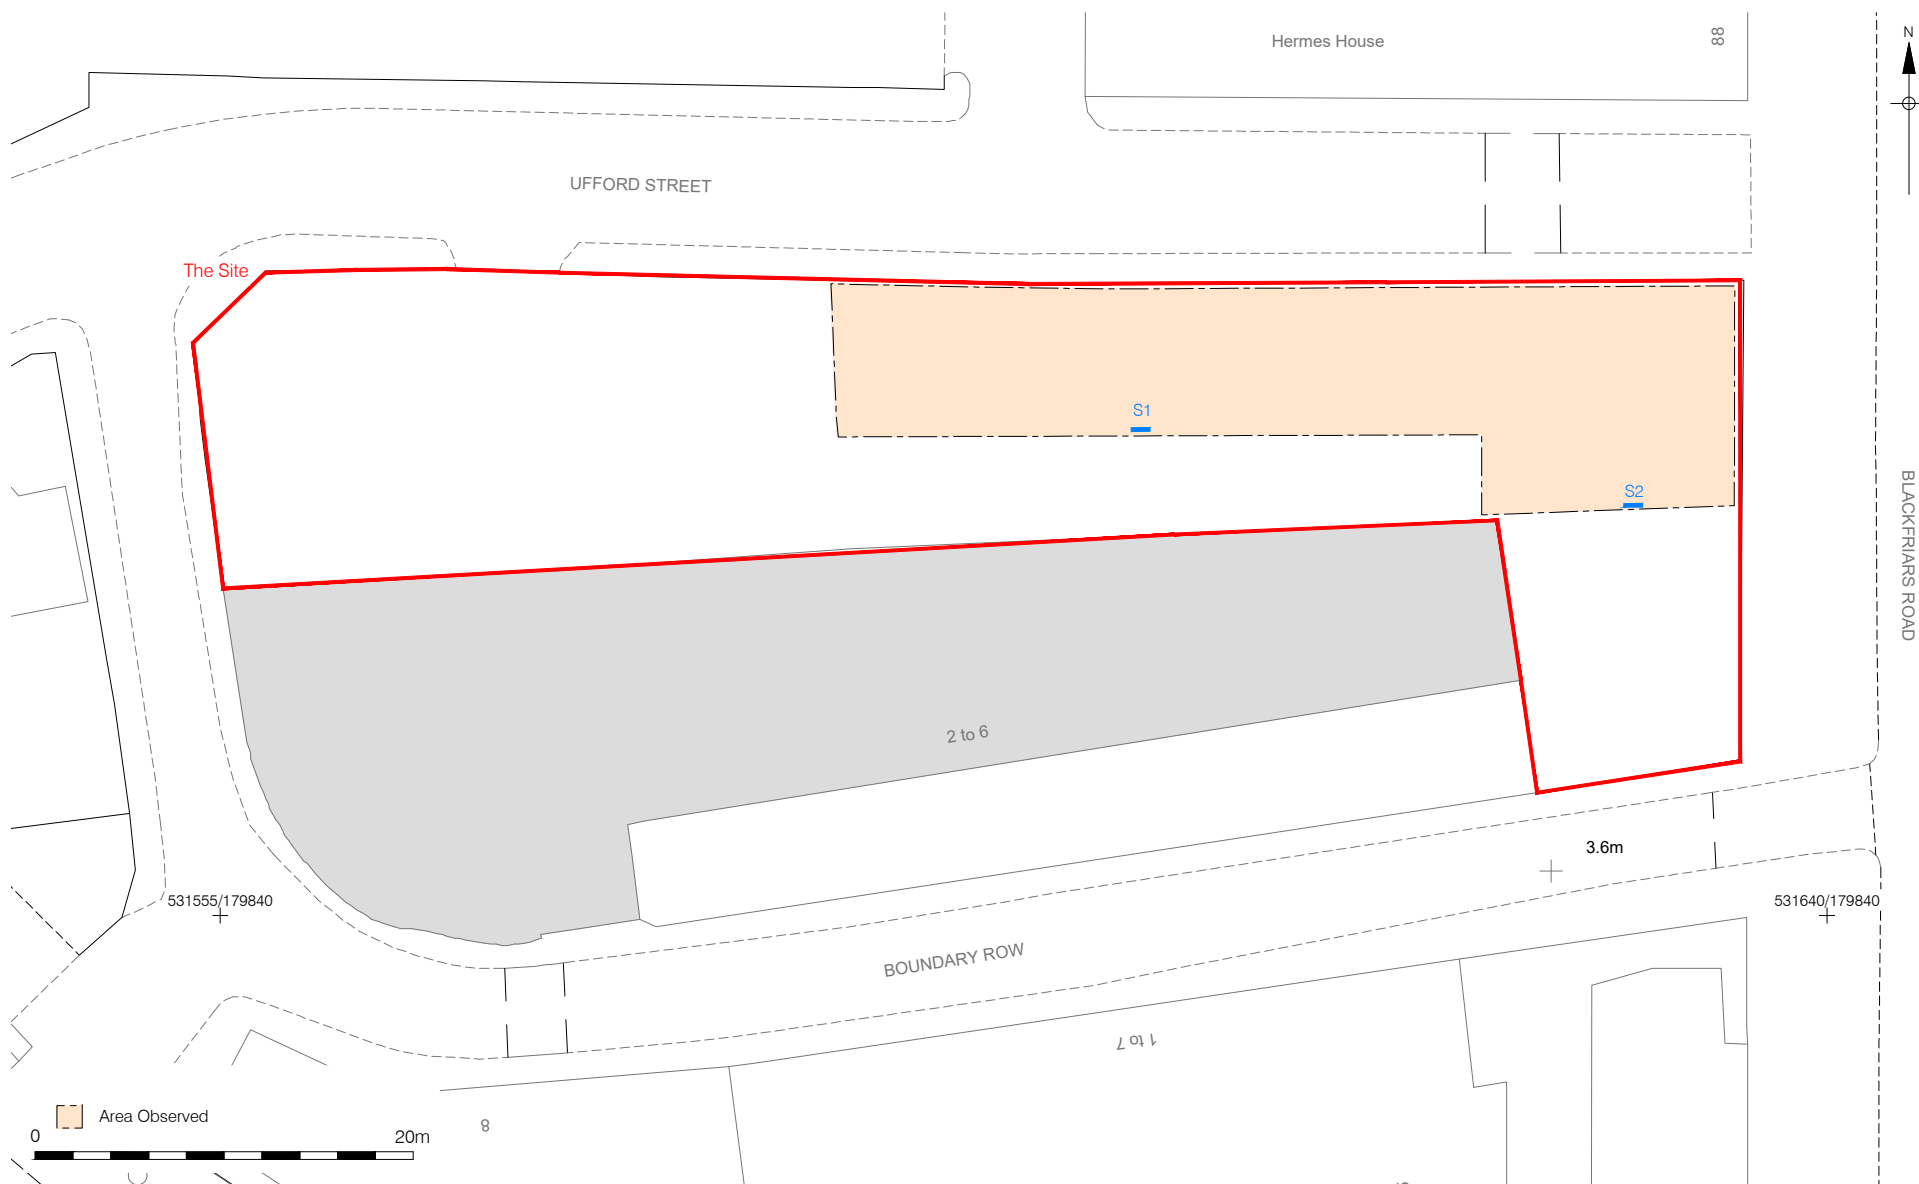 Hermes House
88
N
UFFORD STREET
The Site
S1
S2
BLACKFRIARS ROAD
2 to 6
3.6m
531555/179840
531640/179840
BOUNDARY ROW
1 to 7
8
Area Observed
0
20m